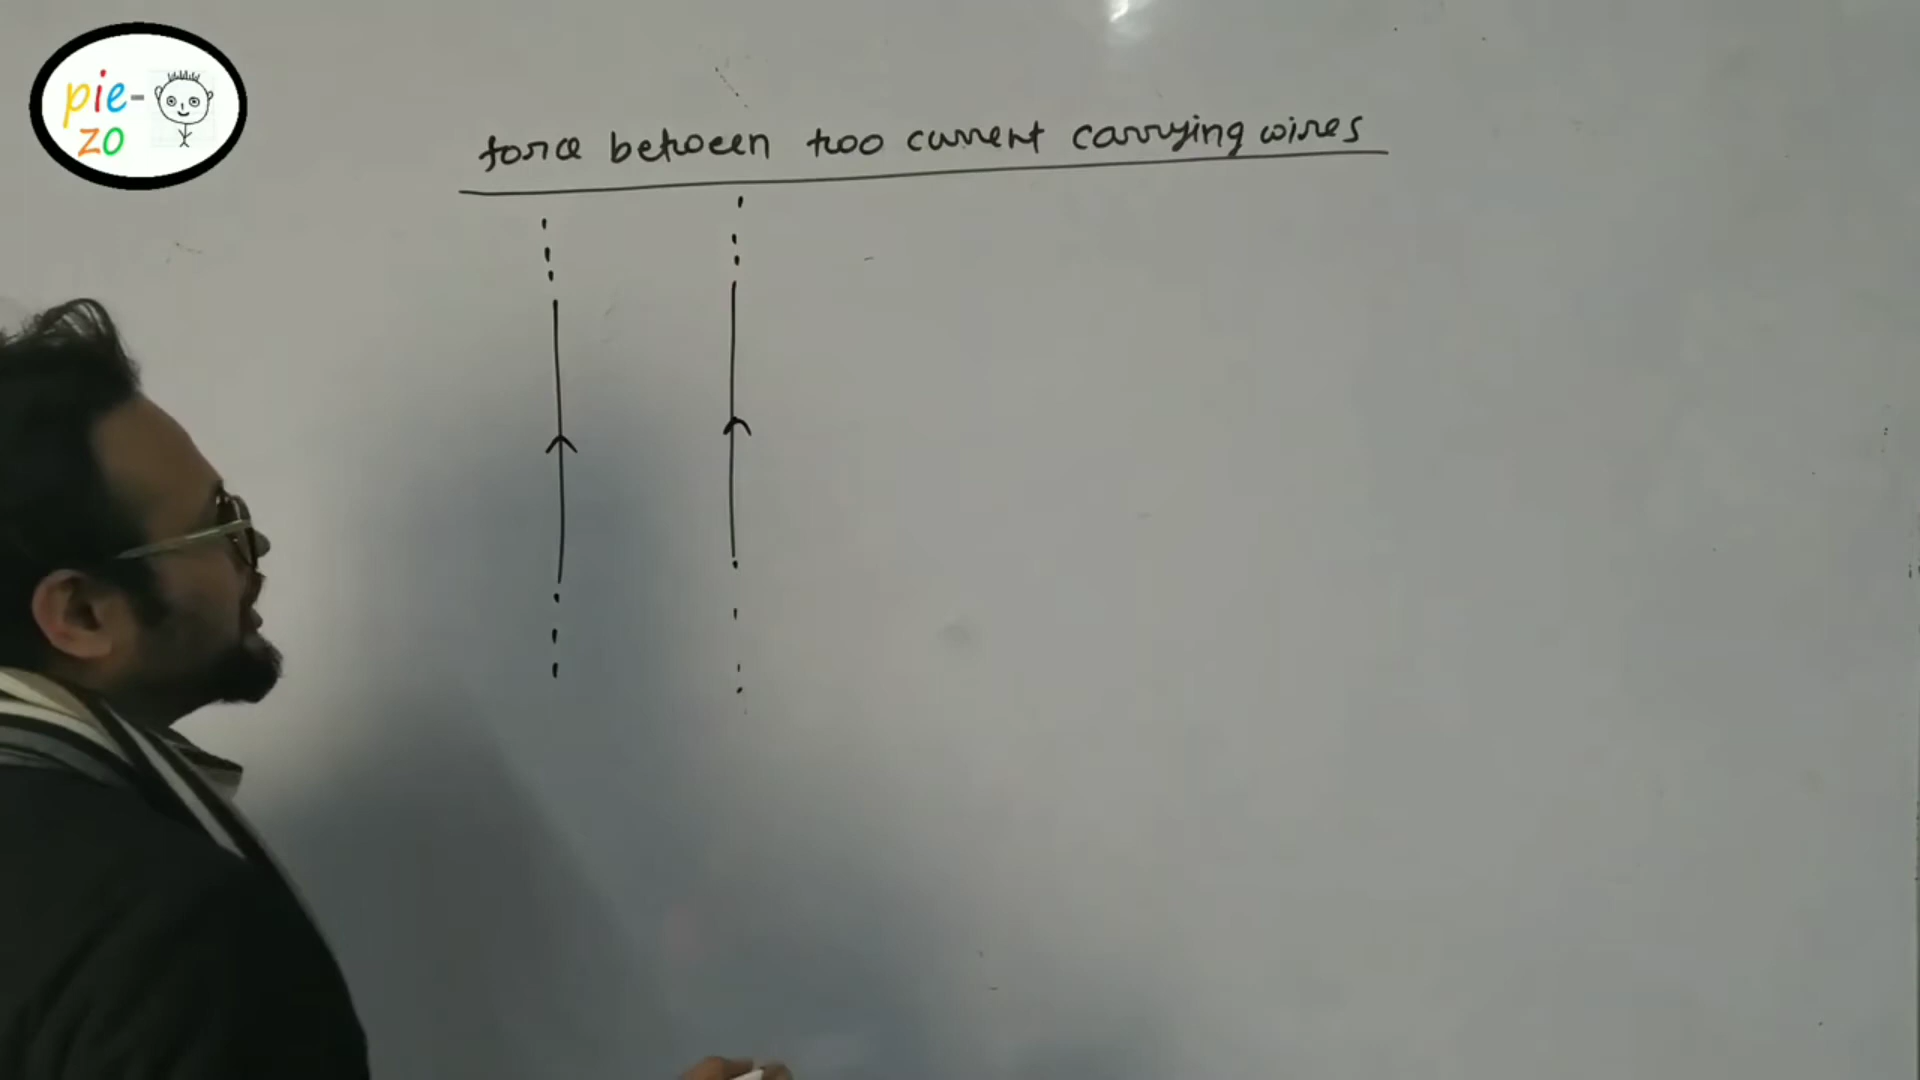 pie-
zo
force between two current carrying wires